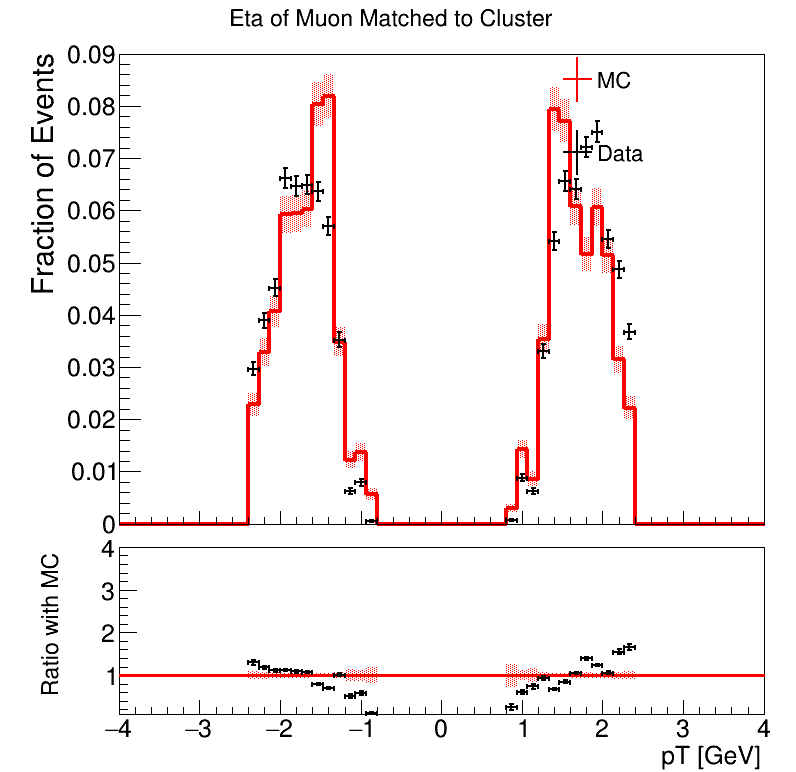 Eta of Muon Matched to Cluster
Fraction of Events
0.09
0.08
0.07
0.06
0.05
0.04
0.03
0.02
0.01
0
MC
Data
Ratio with MC
4
3
2
1
−4 −3 −2 −1 0 1 2 3 4
pT [GeV]